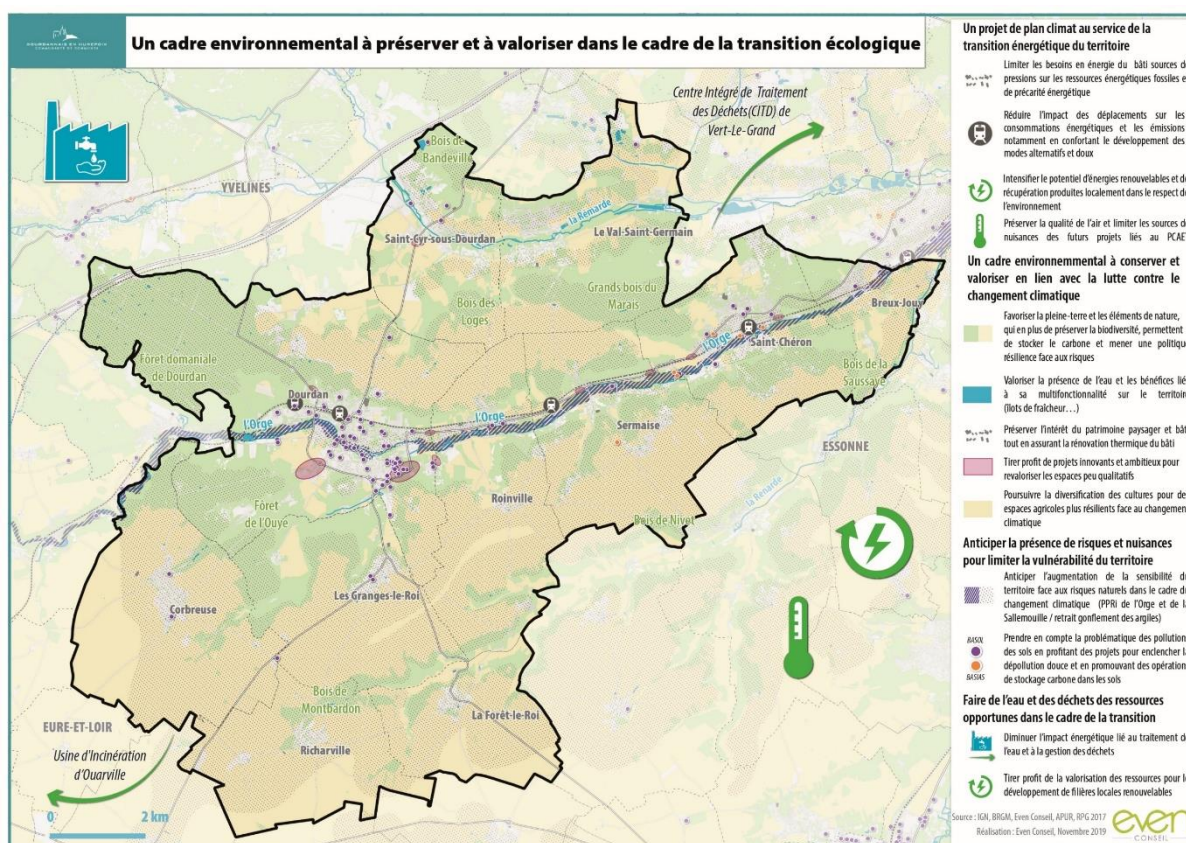 Un cadre environnemental à préserver et à valoriser dans le cadre de la transition écologique
Centre Intégré de Traitement
des Déchets(CITD) de
Vert-Le-Grand
YVELINES
Bois de
Bandeville
la Rémarde
Saint-Cyr-sous-Dourdan
Le Val-Saint-Germain
Grands bois du
Marais
Bois des
Loges
Breux-Jouy
Saint-Chéron
L'Orge
Bois de la
Saussaye
Fôret domaniale
de Dourdan
Dourdan
L'Orge
L'Orge
Sermaise
ESSONNE
la Renarde
Roinville
Fôret
de l'Ouye
Bois de Nivot
Les Granges-le-Roi
Corbreuse
Bois de
Montbardon
La Forêt-le-Roi
Richarville
EURE-ET-LOIR
Usine d'Incinération
d'Ouarville
0 2 km
Un projet de plan climat au service de la
transition énergétique du territoire
Limiter les besoins en énergie du bâti sources de
pressions sur les ressources énergétiques fossiles e
de précarité énergétique
Réduire l'impact des déplacements sur les
consommations énergétiques et les émissions
notamment en confortant le développement des
modes alternatifs et doux
Intensifier le potentiel d'énergies renouvelables et de
récupération produites localement dans le respect de
l'environnement
Préserver la qualité de l'air et limiter les sources de
nuisances des futurs projets liés au PCAE
Un cadre environnemmental à conserver et
valoriser en lien avec la lutte contre le
changement climatique
Favoriser la pleine-terre et les éléments de nature,
qui en plus de préserver la biodiversité, permettent
de stocker le carbone et mener une politique
résilience face aux risques
Valoriser la présence de l'eau et les bénéfices lié
à sa multifonctionnalité sur le territoire
(îlots de fraîcheur…)
Préserver l'intérêt du patrimoine paysager et bât
tout en assurant la rénovation thermique du bâti
Tirer profit de projets innovants et ambitieux pour
revaloriser les espaces peu qualitatifs
Poursuivre la diversification des cultures pour de
espaces agricoles plus résilients face au changemen
climatique
Anticiper la présence de risques et nuisances
pour limiter la vulnérabilité du territoire
Anticiper l'augmentation de la sensibilité du
territoire face aux risques naturels dans le cadre du
changement climatique (PPRi de l'Orge et de la
Sallemouille / retrait gonflement des argiles)
BASOL
BASIAS
Prendre en compte la problématique des pollution
des sols en profitant des projets pour enclencher la
dépollution douce et en promouvant des opération
de stockage carbone dans les sols
Faire de l'eau et des déchets des ressources
opportunes dans le cadre de la transition
Diminuer l'impact énergétique lié au traitement de
l'eau et à la gestion des déchets
Tirer profit de la valorisation des ressources pour le
développement de filières locales renouvelables
Source : IGN, BRGM, Even Conseil, APUR, RPG 2017
Réalisation : Even Conseil, Novembre 2019
even
CONSEIL